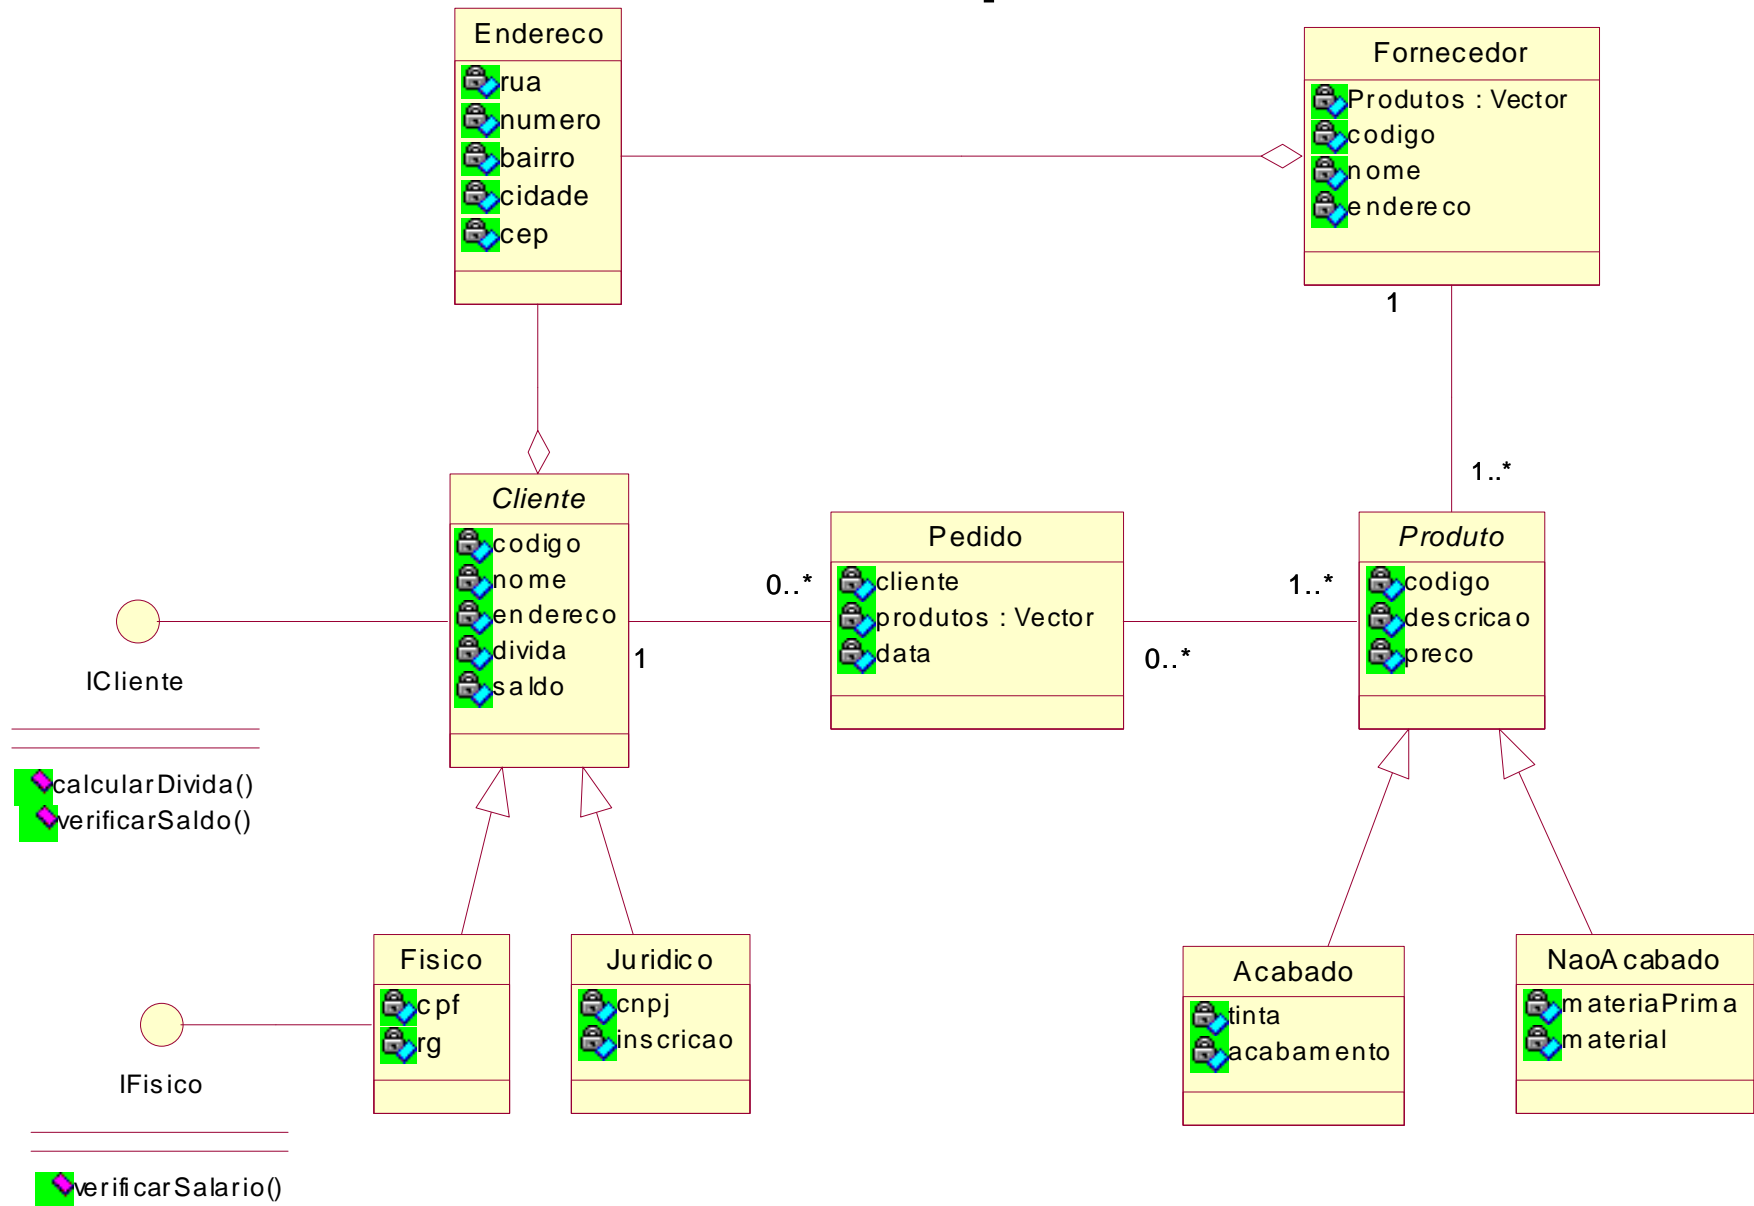 Endereco
rua
numero
bairro
cidade
cep
Fornecedor
Produtos : Vector
codigo
nome
endereco
1
1..*
Cliente
codigo
nome
endereco
divida
saldo
1
0..*
Pedido
cliente
produtos : Vector
data
0..*
1..*
Produto
codigo
descricao
preco
ICliente
calcularDivida()
verificarSaldo()
Fisico
cpf
rg
Juridico
cnpj
inscricao
Acabado
tinta
acabamento
NaoAcabado
materiaPrima
material
IFisico
verificarSalario()